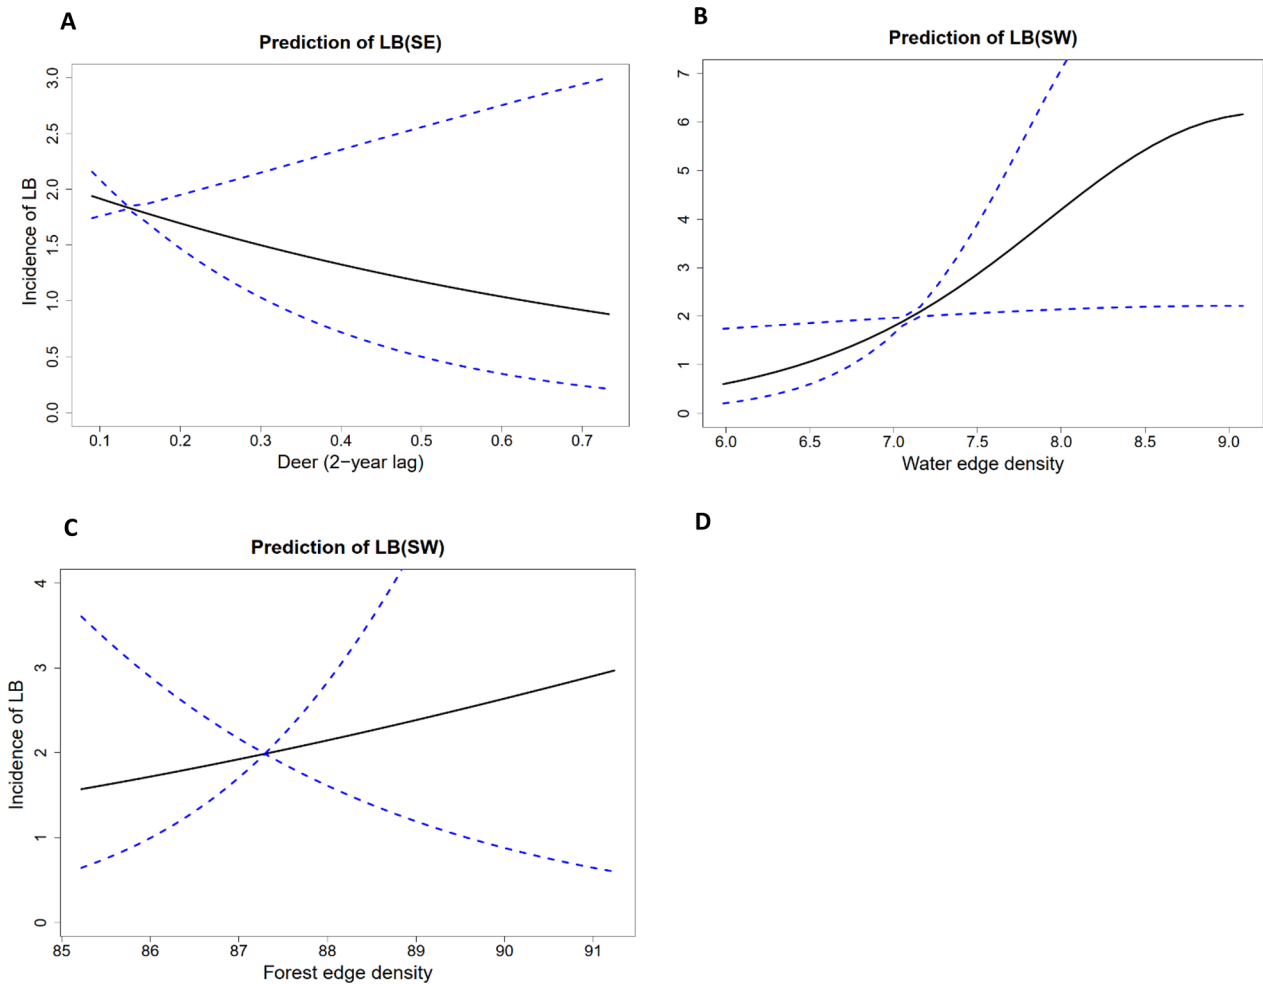 A
Prediction of LB(SE)
3.0
2.5
2.0
1.5
1.0
0.5
0.0
Incidence of LB
0.1 0.2 0.3 0.4 0.5 0.6 0.7
Deer (2−year lag)
B
Prediction of LB(SW)
7
6
5
4
3
2
1
0
Incidence of LB
6.0 6.5 7.0 7.5 8.0 8.5 9.0
Water edge density
C
Prediction of LB(SW)
4
3
2
1
0
Incidence of LB
85 86 87 88 89 90 91
Forest edge density
D